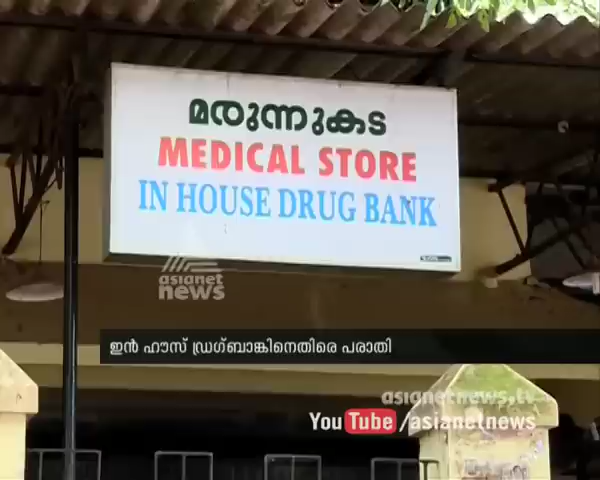 മരുന്നുകട
MEDICAL STORE
IN HOUSE DRUG BANK
asianet
news
ഇൻ ഹൗസ് ഡ്രഗ്ബാങ്കിനെതിരെ പരാതി
asianetnews.tv
YouTube/asianetnews